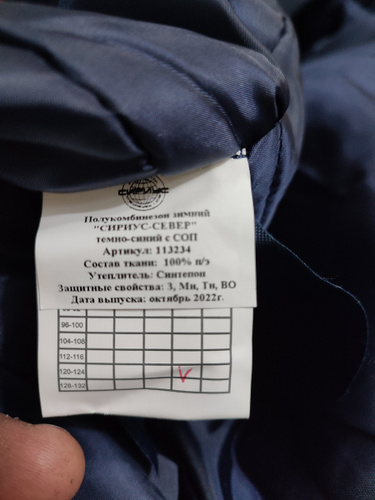 СИРИУС
Полукомбинезон зимний
"СИРИУС-СЕВЕР"
темно-синий с СОП
Артикул: 113234
Состав ткани: 100% п/э
Утеплитель: Синтепон
Защитные свойства: З, Ми, Тн, ВО
Дата выпуска: октябрь 2022г.
96-100
104-108
112-116
120-124
128-132